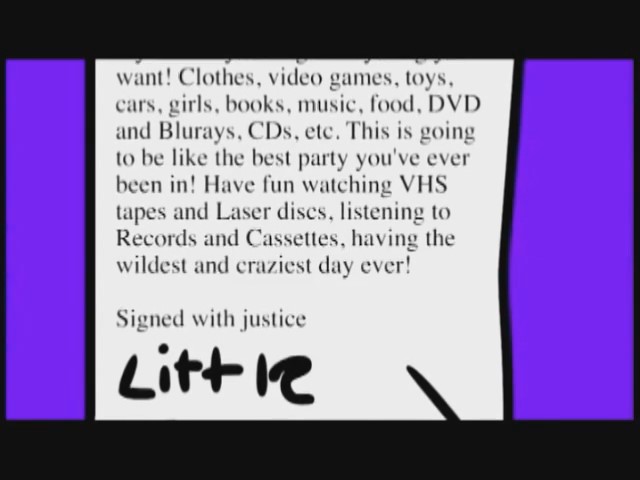 want! Clothes, video games, toys,
cars, girls, books, music, food, DVD
and Blurays, CDs, etc. This is going
to be like the best party you've ever
been in! Have fun watching VHS
tapes and Laser discs, listening to
Records and Cassettes, having the
wildest and craziest day ever!
Signed with justice
Little